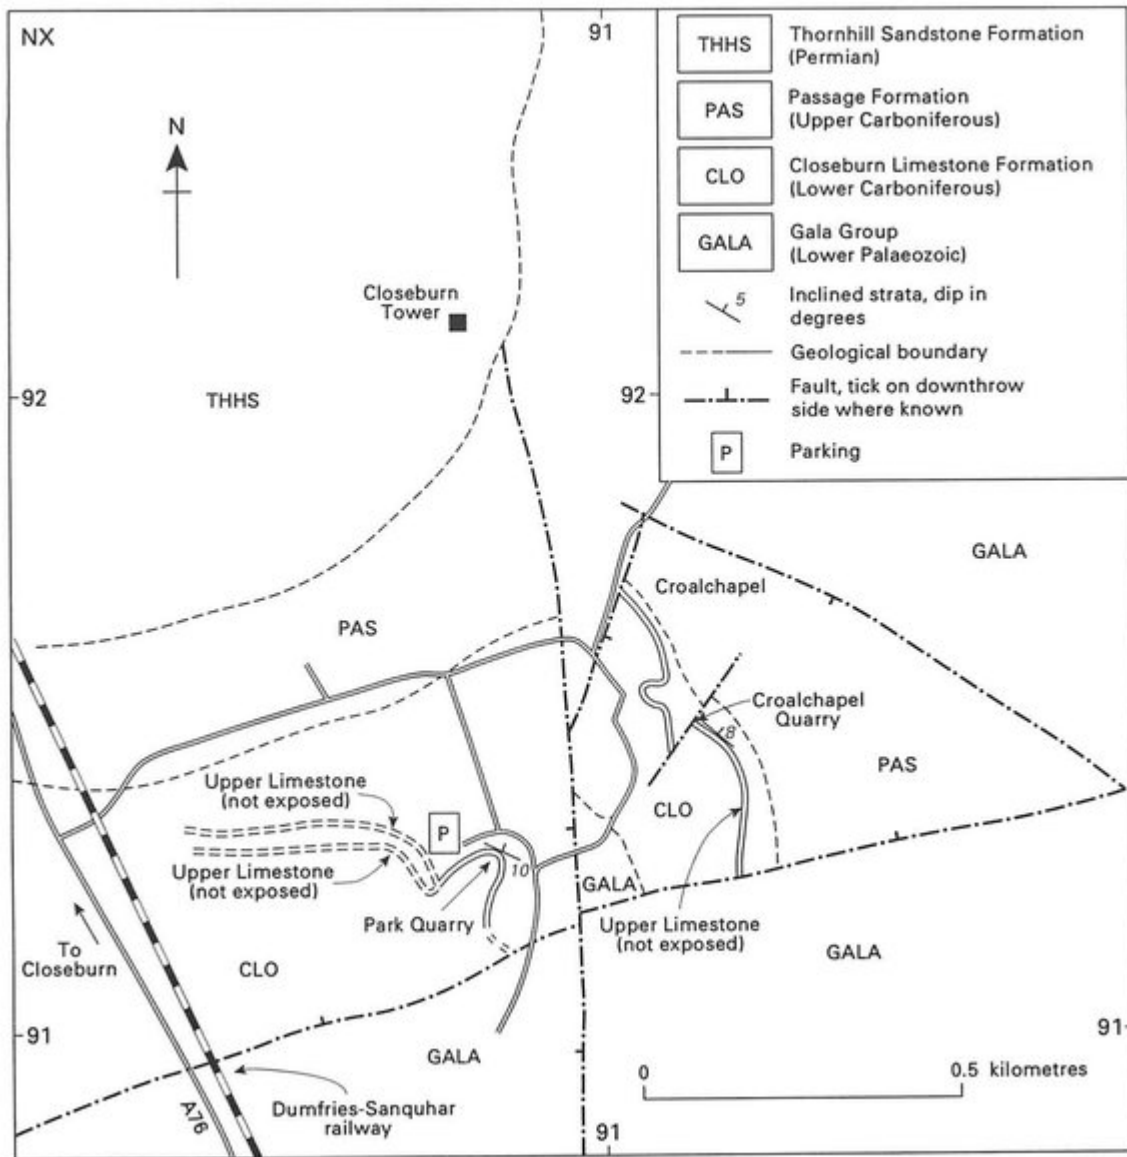 NX
91
THHS
Thornhill Sandstone Formation
(Permian)
PAS
Passage Formation
(Upper Carboniferous)
CLO
Closeburn Limestone Formation
(Lower Carboniferous)
GALA
Gala Group
(Lower Palaeozoic)
5
Inclined strata, dip in
degrees
Geological boundary
Fault, tick on downthrow
side where known
P
Parking
N
Closeburn
Tower
92
THHS
92
GALA
Croalchapel
PAS
Croalchapel
Quarry
8
PAS
Upper Limestone
(not exposed)
P
CLO
Upper Limestone
(not exposed)
10
GALA
Park Quarry
Upper Limestone
(not exposed)
To
Closeburn
CLO
GALA
91
GALA
91
0
0.5 kilometres
A76
Dumfries-Sanquhar
railway
91